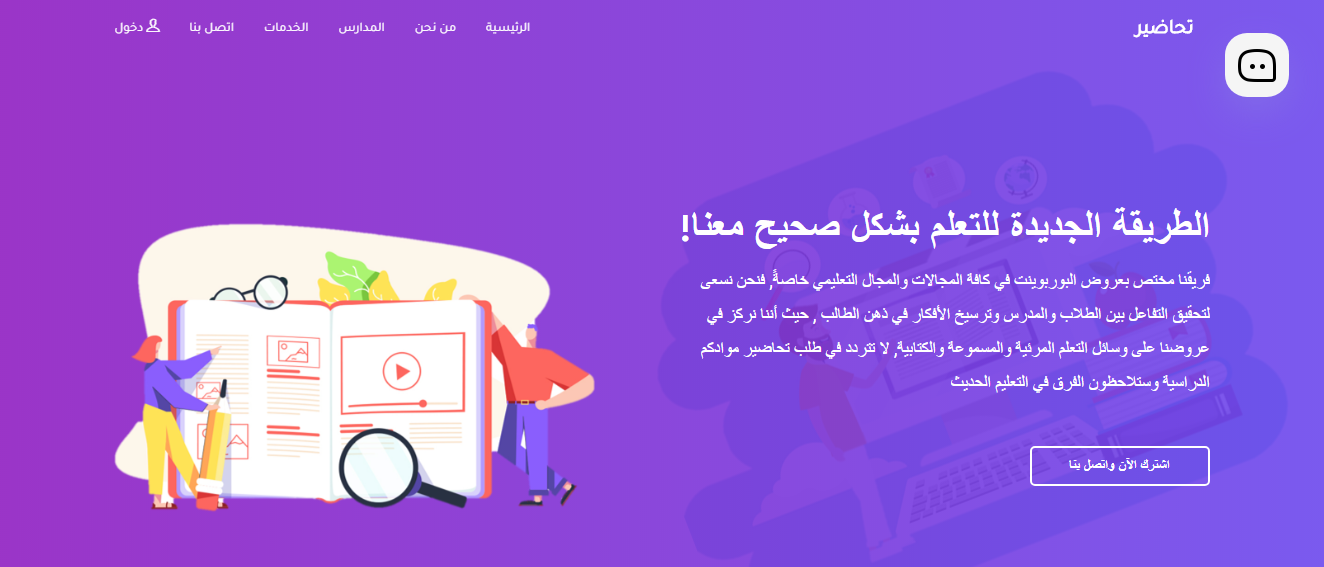 تحاضير
الرئيسية
من نحن
المدارس
الخدمات
اتصل بنا
دخول
الطريقة الجديدة للتعلم بشكل صحيح معنا!
فريقنا مختص بعروض البوربوينت في كافة المجالات والمجال التعليمي خاصةً, فنحن نسعى
لتحقيق التفاعل بين الطلاب والمدرس وترسيخ الأفكار في ذهن الطالب , حيث أننا نركز في
عروضنا على وسائل التعلم المرئية والمسموعة والكتابية, لا تتردد في طلب تحاضير موادكم
الدراسية وستلاحظون الفرق في التعليم الحديث
اشترك الآن واتصل بنا